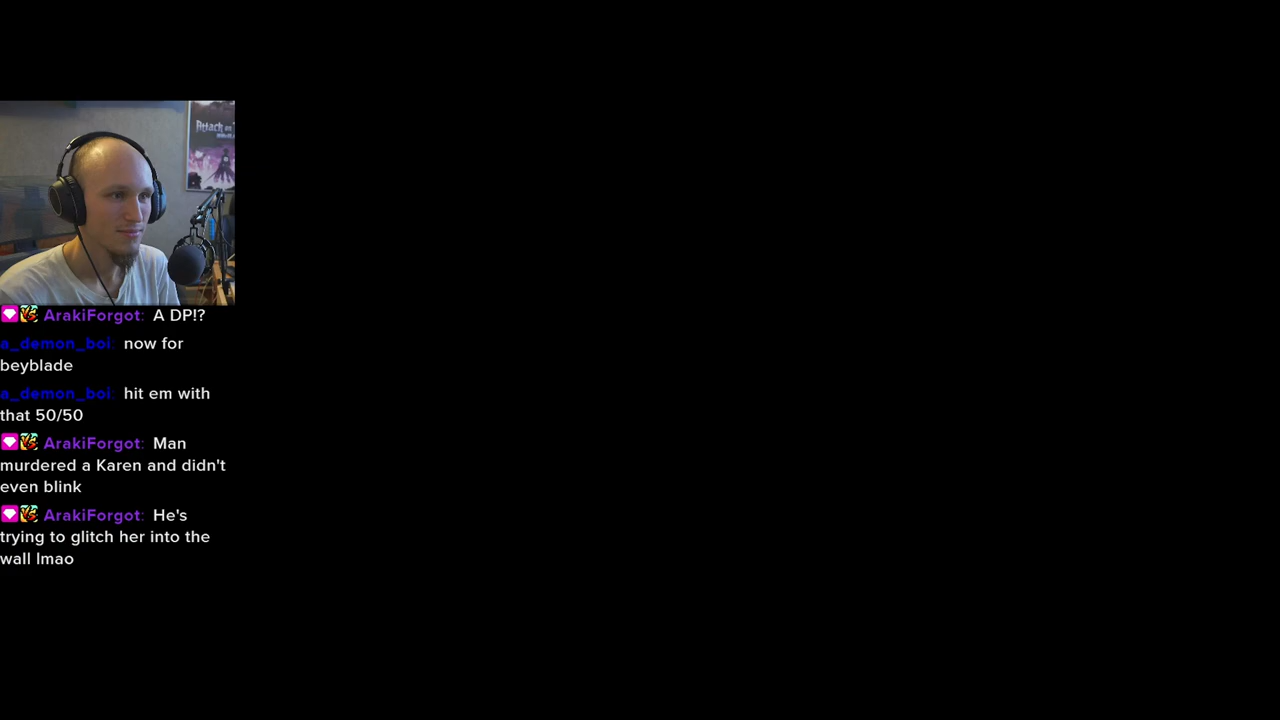 Attack on
ArakiForgot: A DP!?
a_demon_boi: now for
beyblade
a_demon_boi: hit em with
that 50/50
ArakiForgot: Man
murdered a Karen and didn't
even blink
ArakiForgot: He's
trying to glitch her into the
wall lmao